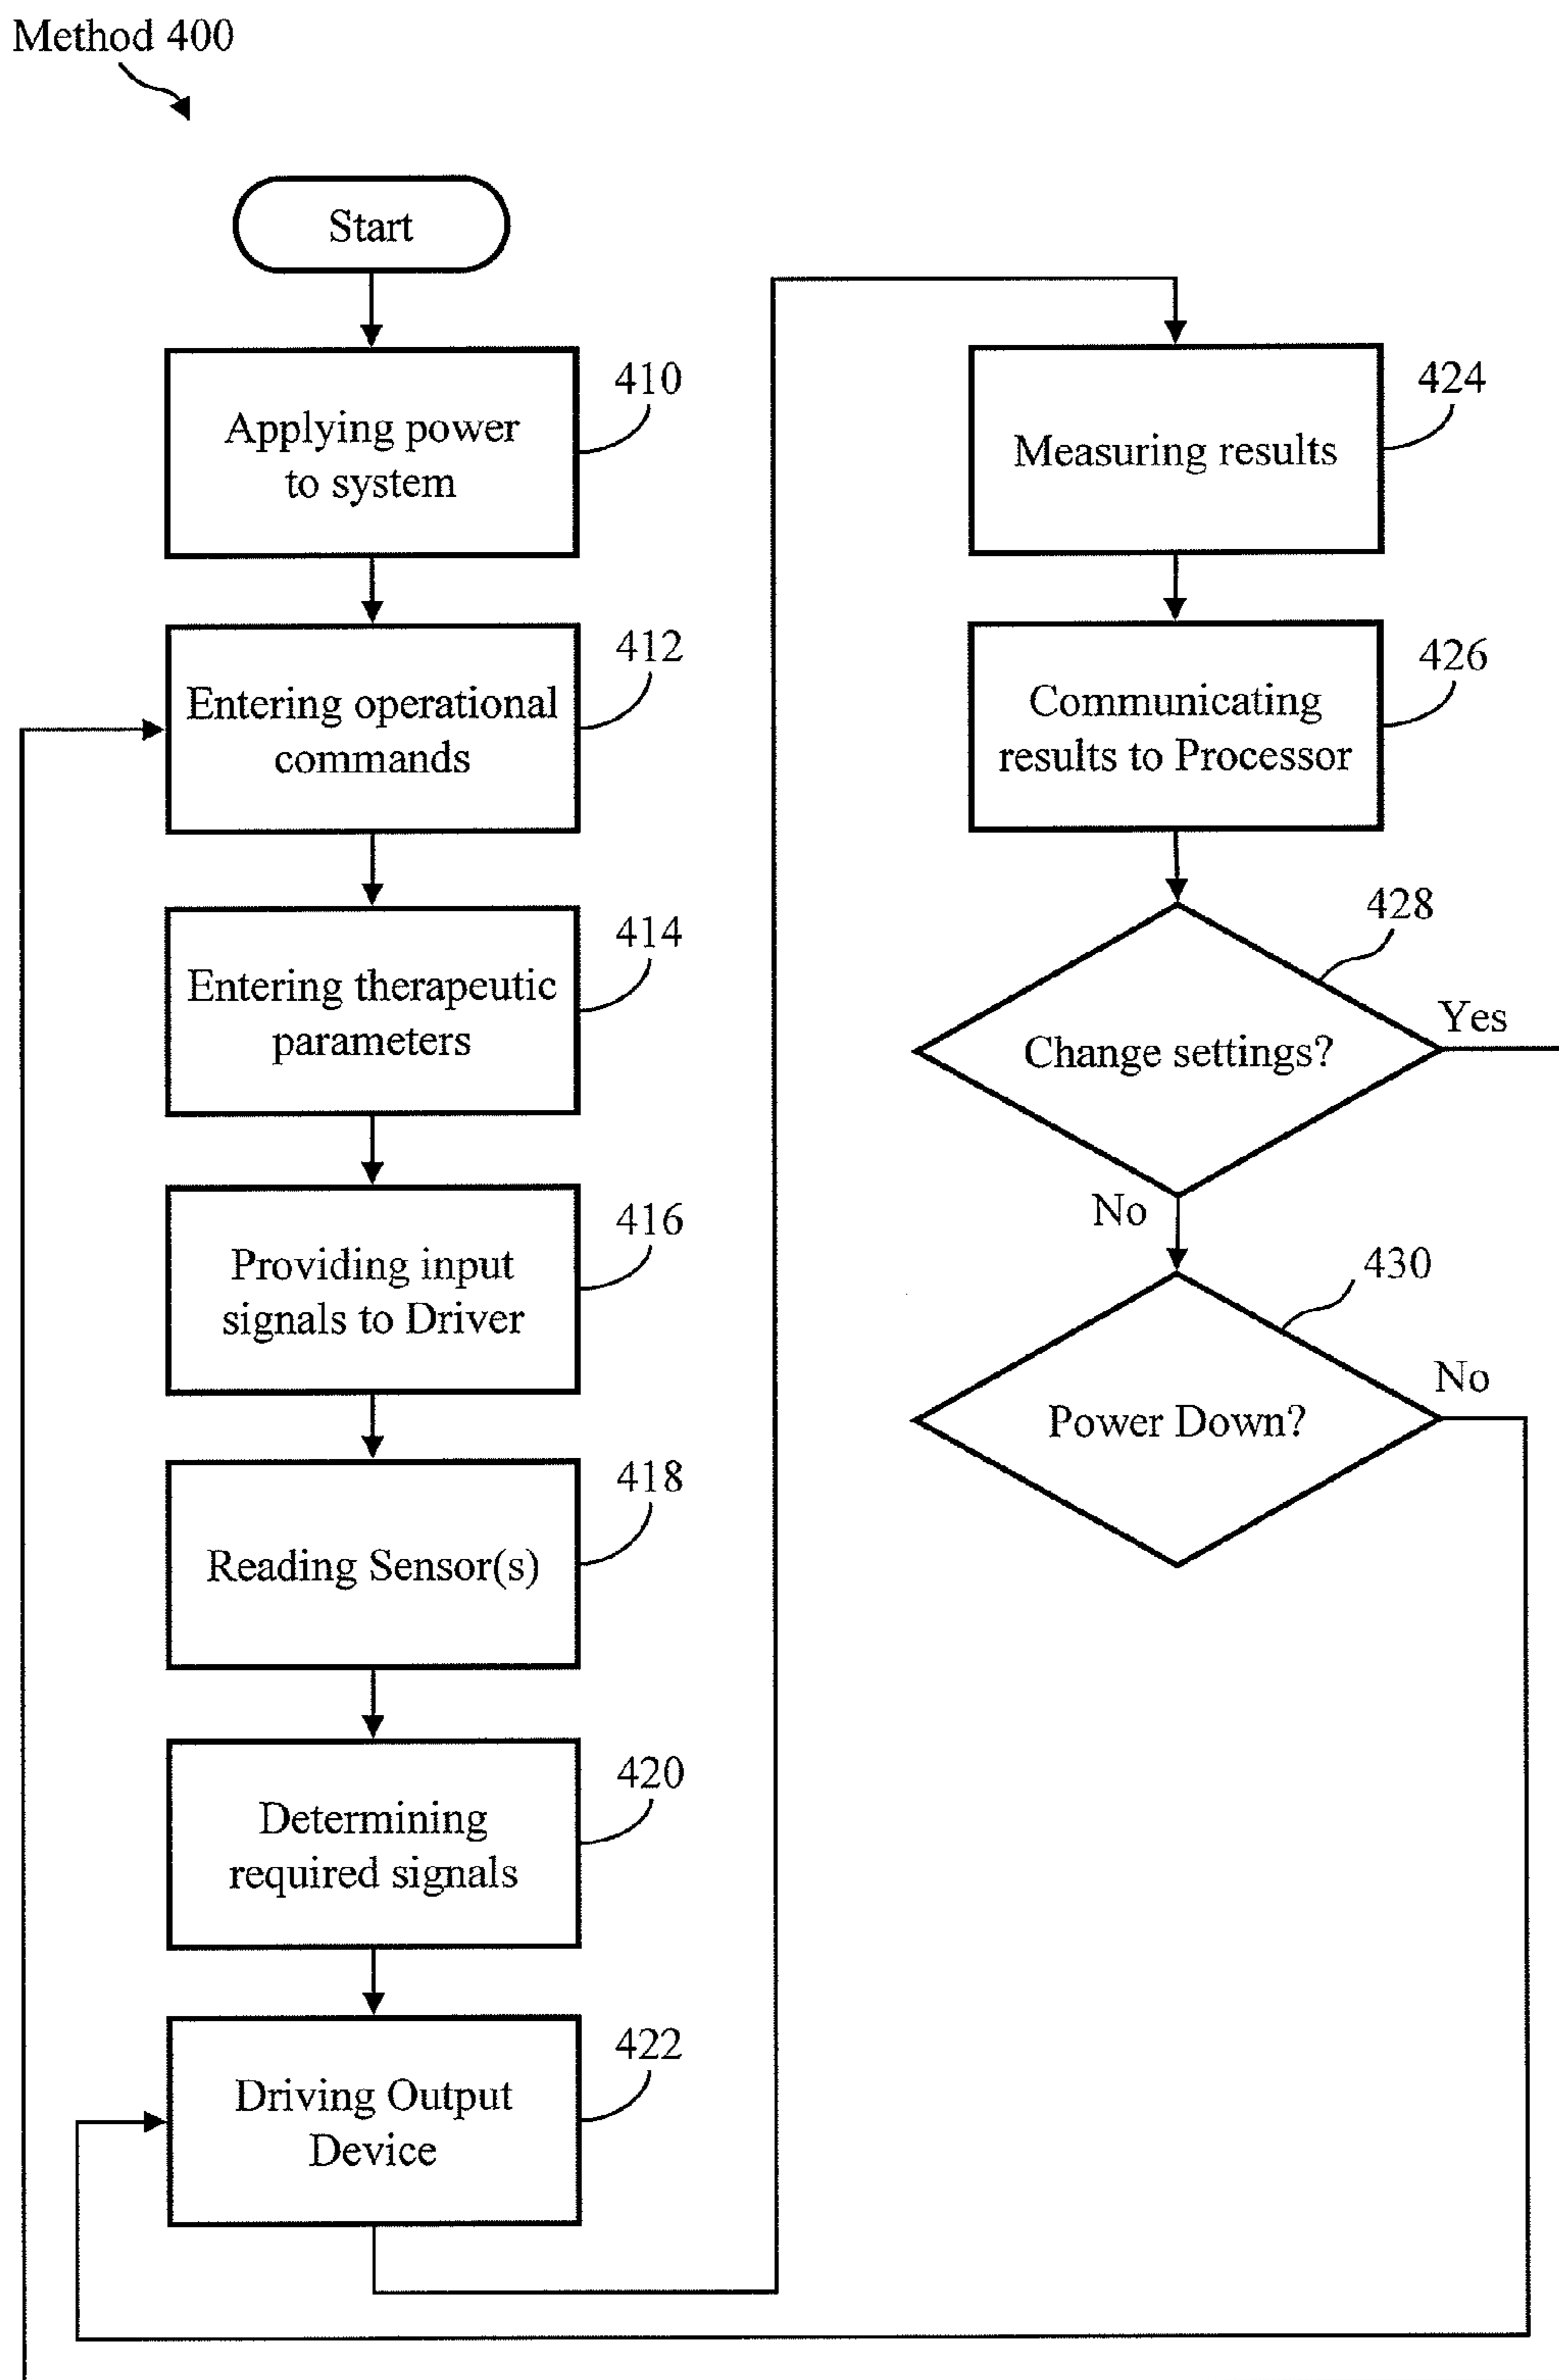 Method 400
Start
410
Applying power
to system
412
Entering operational
commands
414
Entering therapeutic
parameters
416
Providing input
signals to Driver
418
Reading Sensor(s)
420
Determining
required signals
422
Driving Output
Device
424
Measuring results
426
Communicating
results to Processor
428
Yes
Change settings?
No
430
No
Power Down?